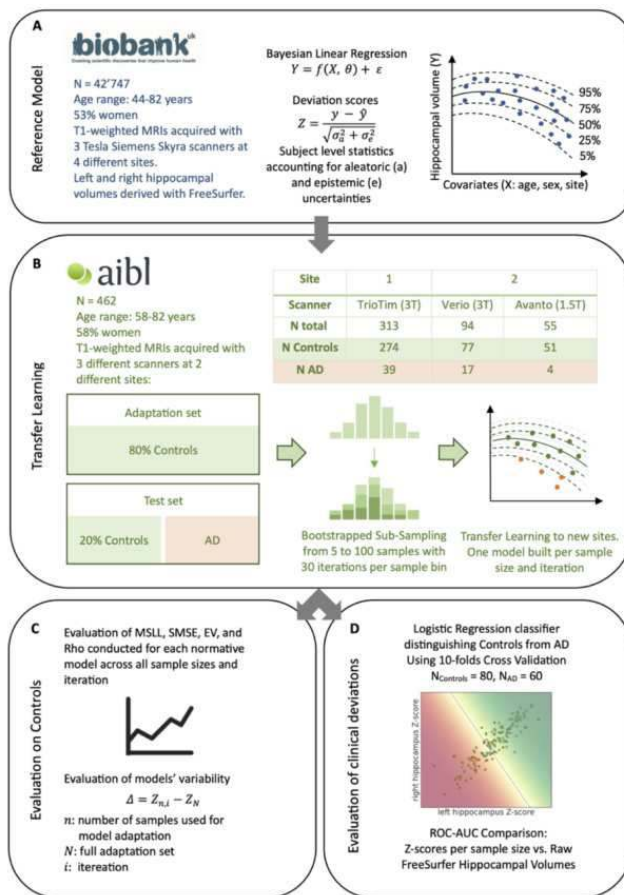 A
Reference Model
biobank uk
Enabling scientific discoveries that improve human health
N = 42'747
Age range: 44-82 years
53% women
T1-weighted MRIs acquired with
3 Tesla Siemens Skyra scanners at
4 different sites.
Left and right hippocampal
volumes derived with FreeSurfer.
Bayesian Linear Regression
Y = f(X, θ) + ε
Deviation scores
Z = (y − ŷ) / √(σ²a + σ²e)
Subject level statistics
accounting for aleatoric (a)
and epistemic (e)
uncertainties
Hippocampal volume (Y)
95%
75%
50%
25%
5%
Covariates (X: age, sex, site)
B
Transfer Learning
aibl
N = 462
Age range: 58-82 years
58% women
T1-weighted MRIs acquired with
3 different scanners at 2
different sites:
Site 1 2
Scanner TrioTim (3T) Verio (3T) Avanto (1.5T)
N total 313 94 55
N Controls 274 77 51
N AD 39 17 4
Adaptation set
80% Controls
Test set
20% Controls AD
Bootstrapped Sub-Sampling
from 5 to 100 samples with
30 iterations per sample bin
Transfer Learning to new sites.
One model built per sample
size and iteration
C
Evaluation on Controls
Evaluation of MSLL, SMSE, EV, and
Rho conducted for each normative
model across all sample sizes and
iteration
Evaluation of models' variability
Δ = Zn,i − ZN
n: number of samples used for
model adaptation
N: full adaptation set
i: itereation
D
Evaluation of clinical deviations
Logistic Regression classifier
distinguishing Controls from AD
Using 10-folds Cross Validation
NControls = 80, NAD = 60
right hippocampus Z-score
left hippocampus Z-score
ROC-AUC Comparison:
Z-scores per sample size vs. Raw
FreeSurfer Hippocampal Volumes